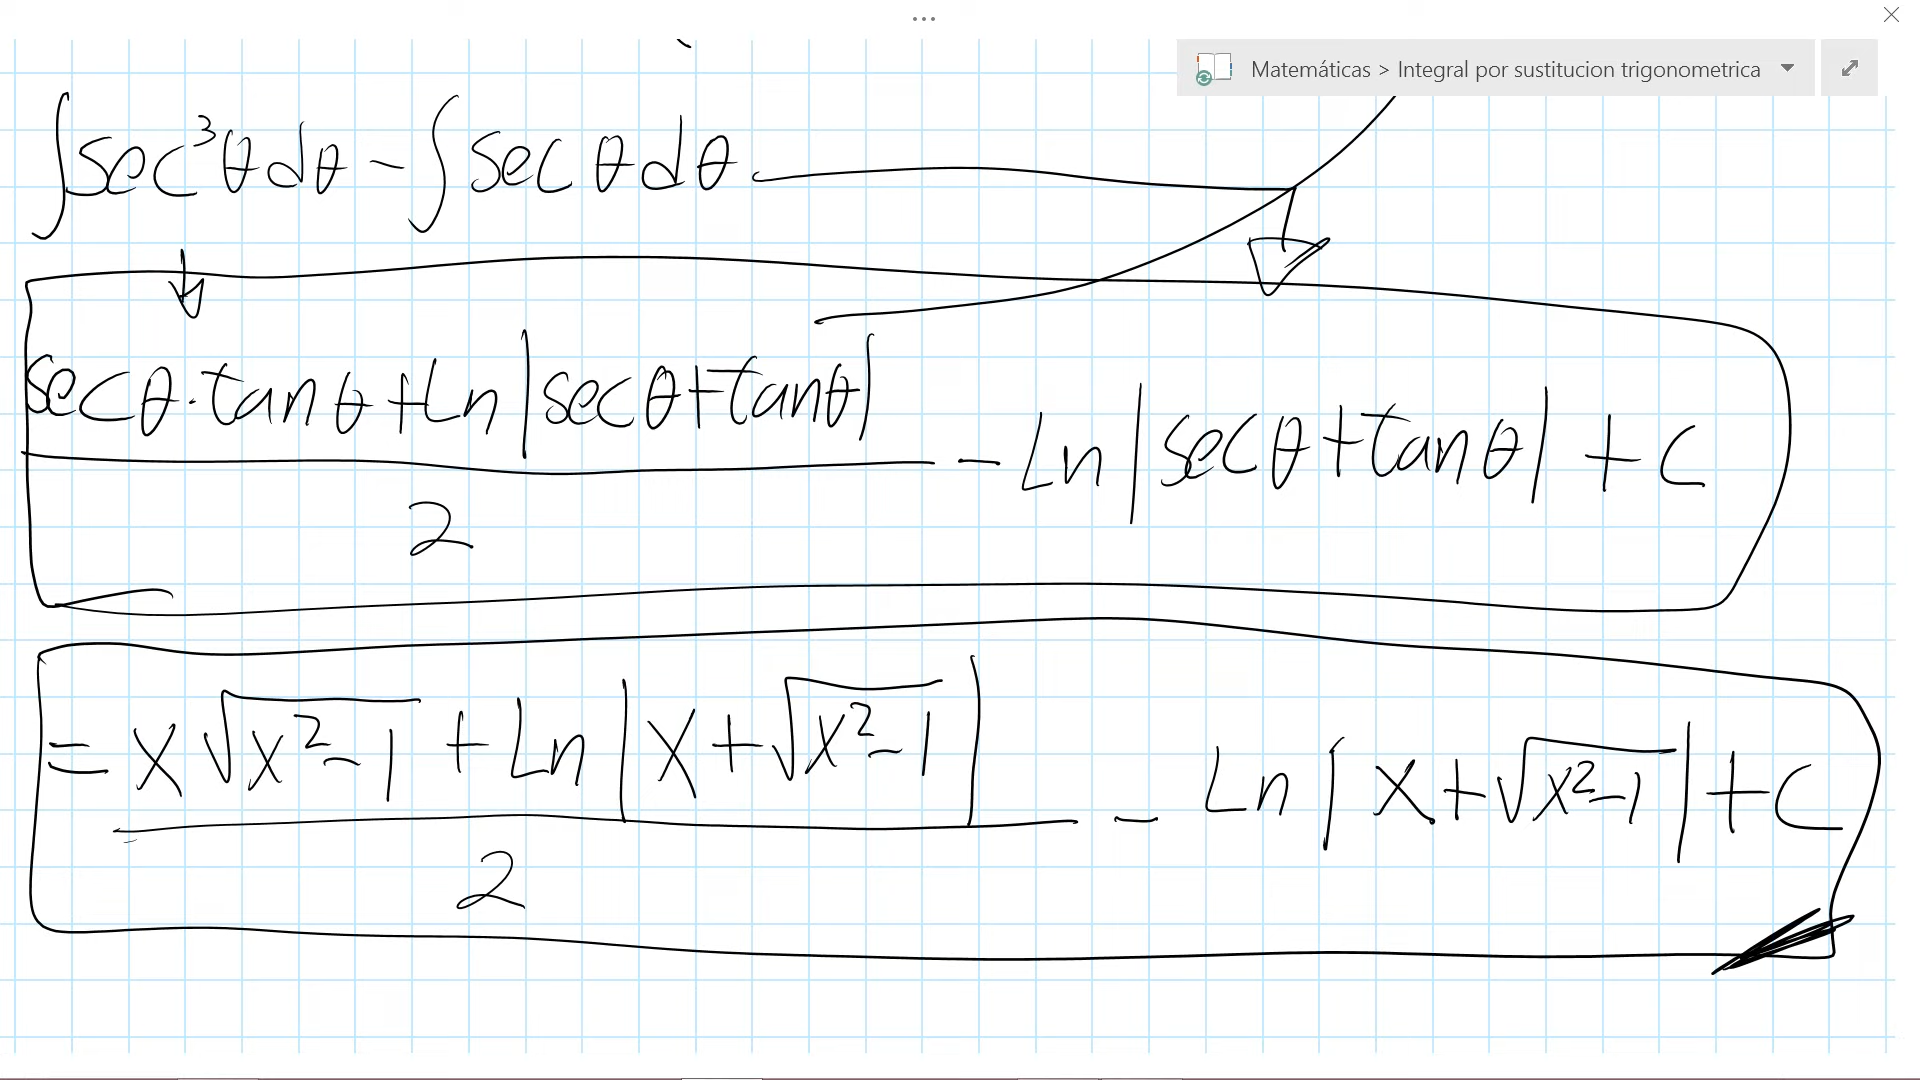 Matemáticas > Integral por sustitucion trigonometrica
∫sec³θdθ - ∫secθdθ
secθ·tanθ+Ln|secθ+tanθ|
- Ln|secθ+tanθ| + C
2
= x√x²-1 + Ln|x+√x²-1|
- Ln|x+√x²-1|+C
2